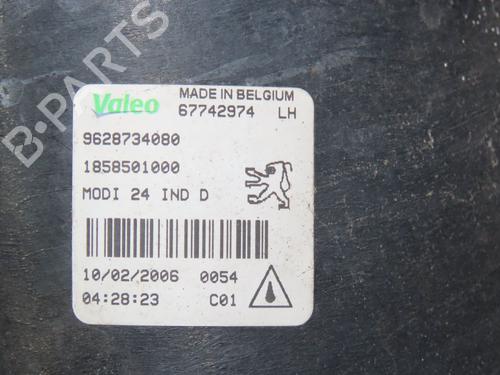 B-PARTS
Valeo
MADE IN BELGIUM
67742974 LH
9628734080
1858501000
MODI 24 IND D
10/02/2006 0054
04:28:23 C01